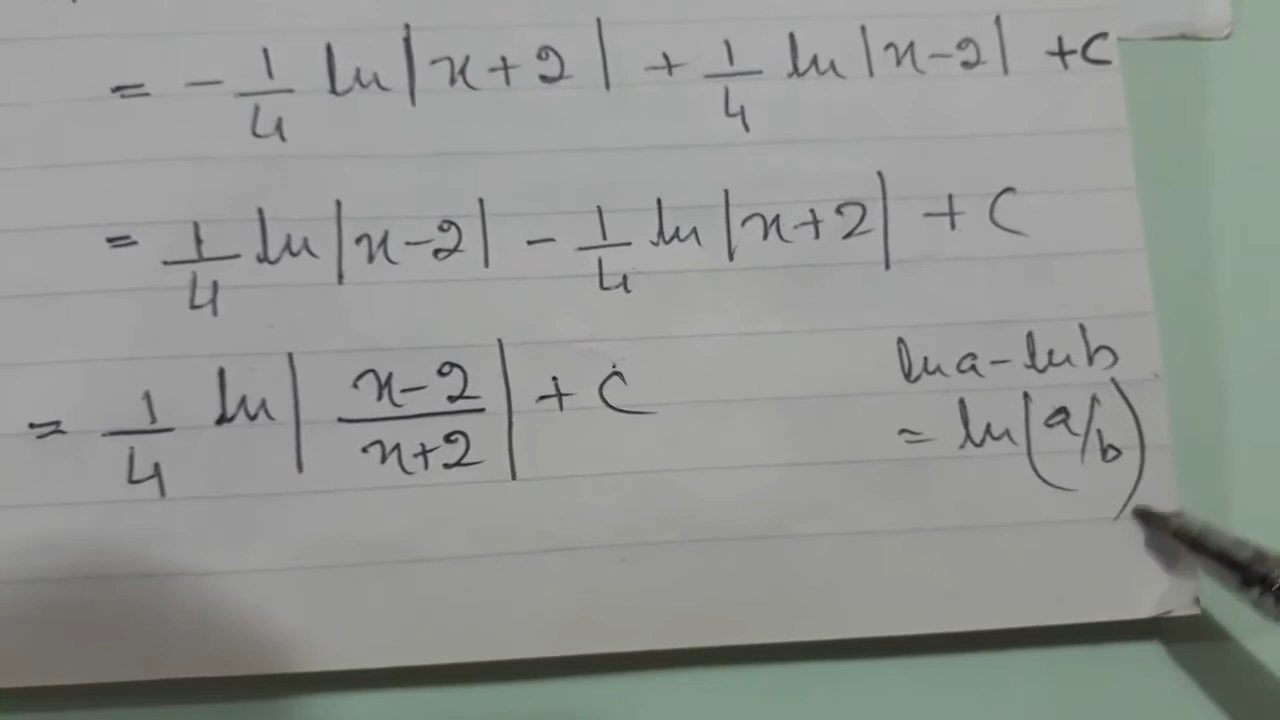 = - 1/4 ln|x+2| + 1/4 ln|x-2| + C
= 1/4 ln|x-2| - 1/4 ln|x+2| + C
= 1/4 ln|(x-2)/(x+2)| + C
ln a - ln b
= ln(a/b)